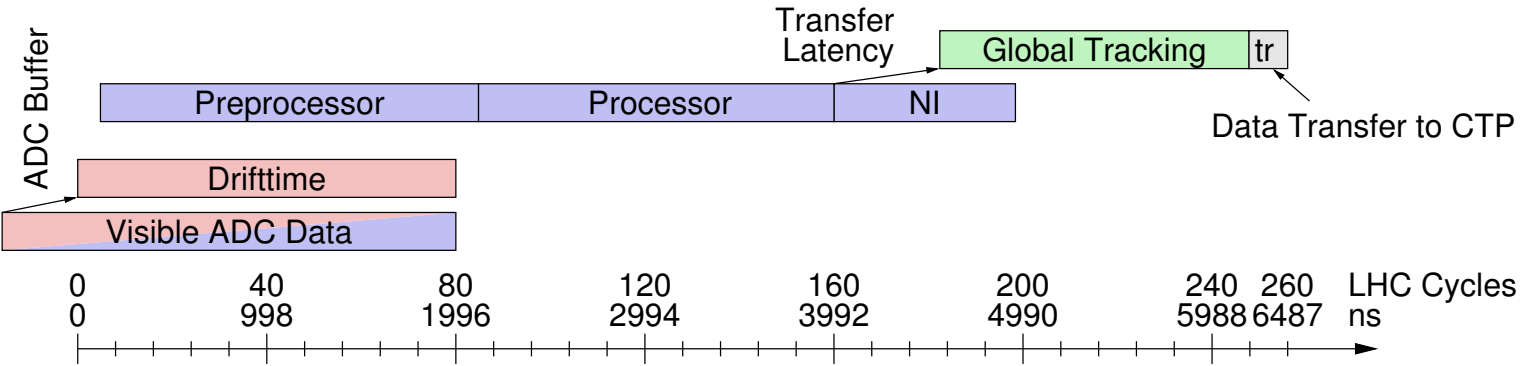 Transfer
Latency
Global Tracking
tr
ADC Buffer
Preprocessor
Processor
NI
Data Transfer to CTP
Drifttime
Visible ADC Data
0 40 80 120 160 200 240 260 LHC Cycles
0 998 1996 2994 3992 4990 5988 6487 ns